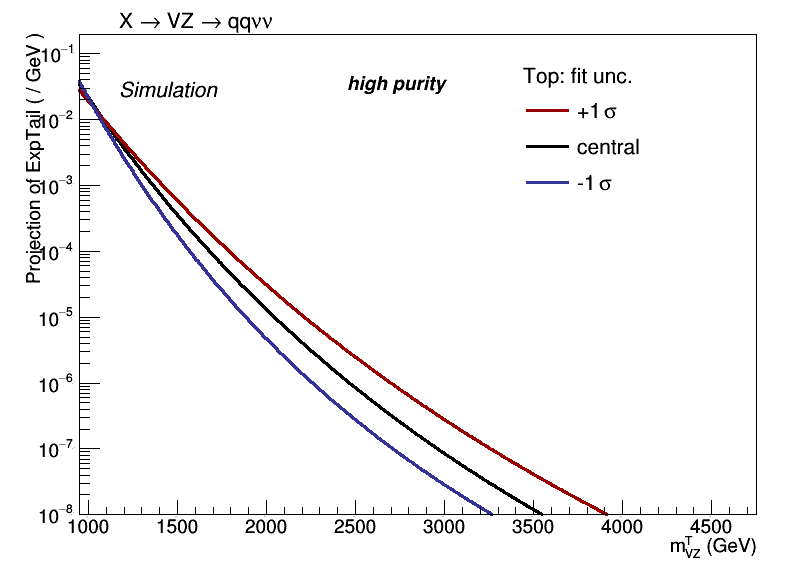 X → VZ → qqνν
Projection of ExpTail ( / GeV )
Simulation
high purity
Top: fit unc.
+1 σ
central
-1 σ
10⁻¹
10⁻²
10⁻³
10⁻⁴
10⁻⁵
10⁻⁶
10⁻⁷
10⁻⁸
1000 1500 2000 2500 3000 3500 4000 4500
m^T_VZ (GeV)